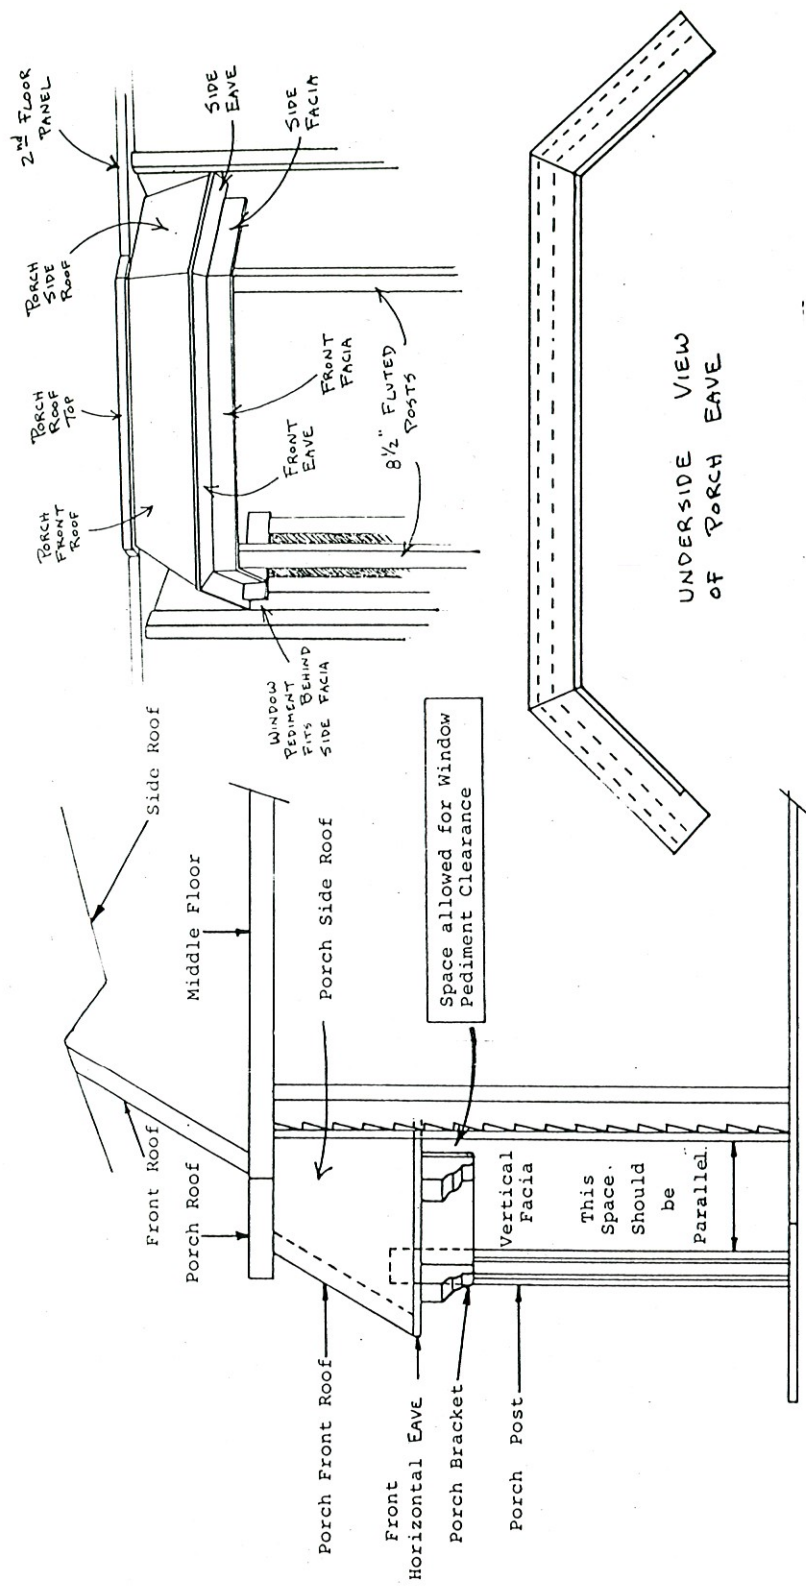 Side Roof
Front Roof
Middle Floor
Porch Roof
Porch Side Roof
Porch Front Roof
Front
Horizontal EAVE
Porch Bracket
Porch Post
Space allowed for Window
Pediment Clearance
Vertical
Facia
This
Space.
Should
be
Parallel.
2nd FLOOR
PANEL
PORCH
SIDE
ROOF
PORCH
ROOF
TOP
PORCH
FRONT
ROOF
SIDE
EAVE
SIDE
FACIA
FRONT
FACIA
FRONT
EAVE
8½" FLUTED
POSTS
WINDOW
PEDIMENT
FITS BEHIND
SIDE FACIA
UNDERSIDE VIEW
OF PORCH EAVE